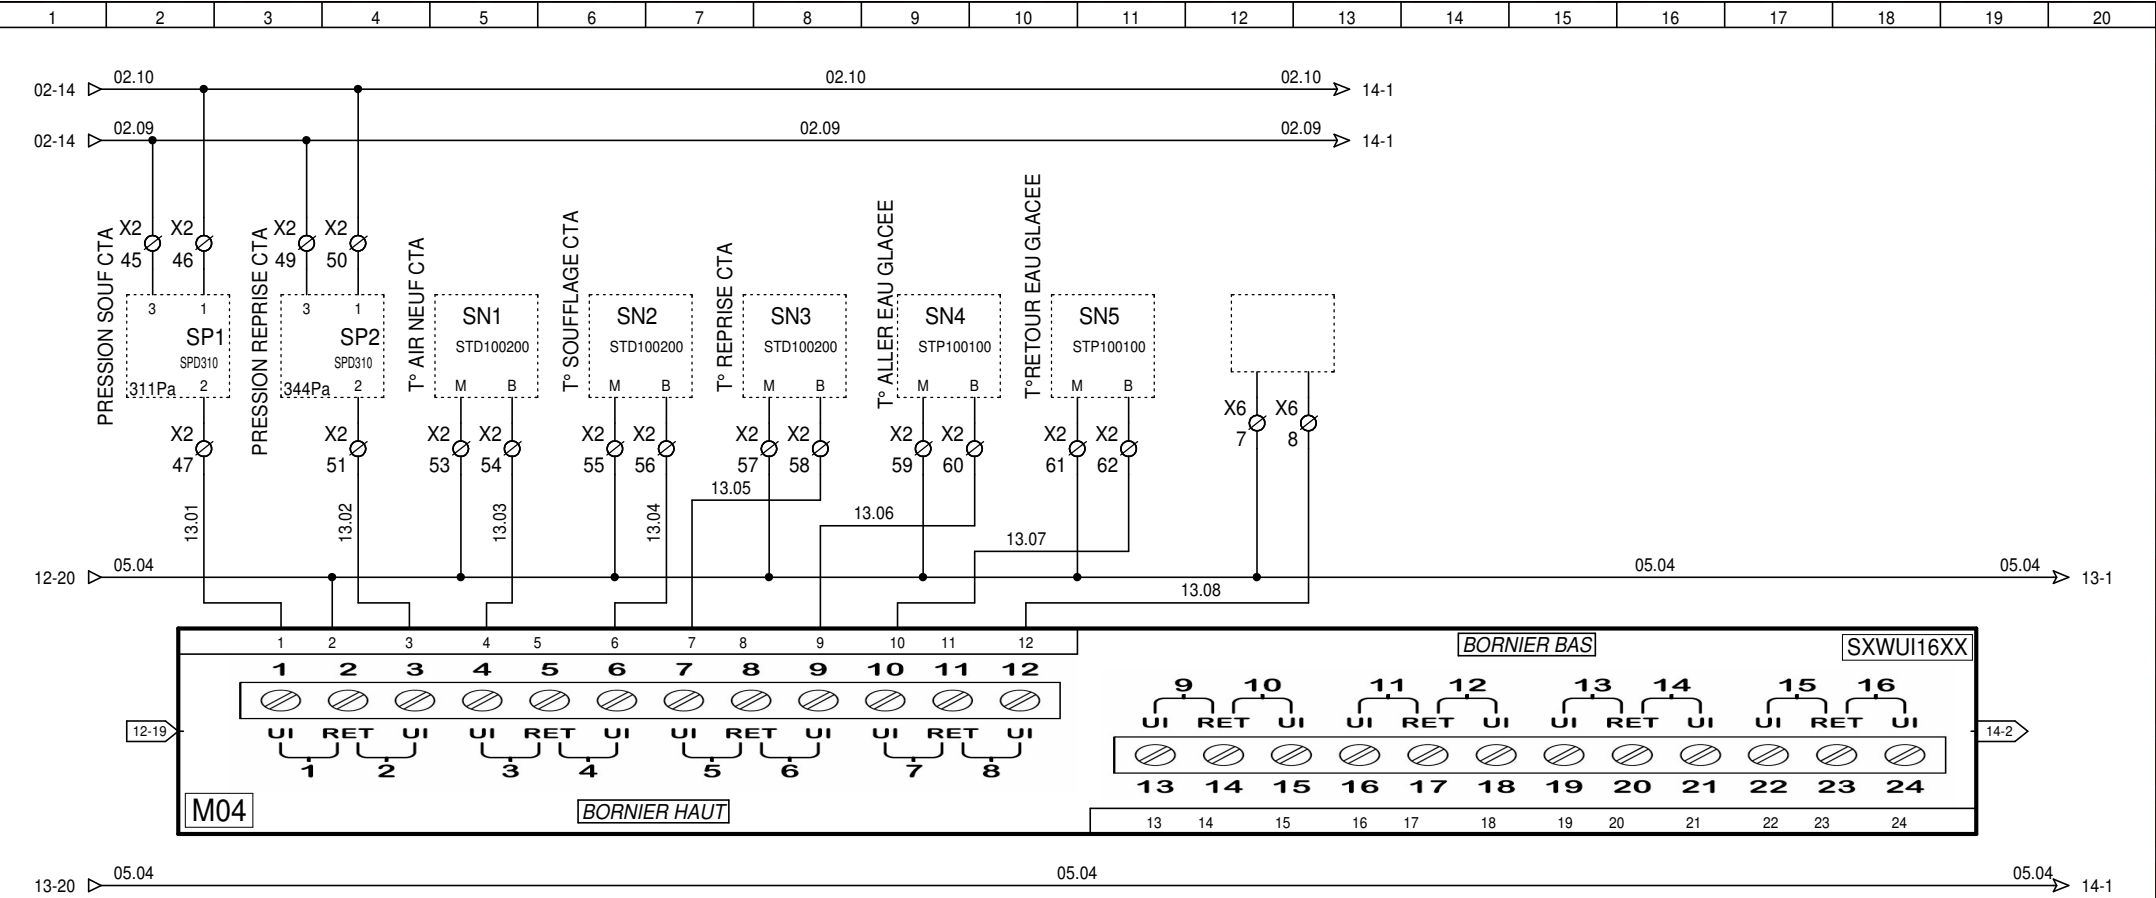 1 2 3 4 5 6 7 8 9 10 11 12 13 14 15 16 17 18 19 20
02-14 02.10 02.10 02.10 14-1
02-14 02.09 02.09 02.09 14-1
PRESSION SOUF CTA
PRESSION REPRISE CTA
T° AIR NEUF CTA
T° SOUFFLAGE CTA
T° REPRISE CTA
T° ALLER EAU GLACEE
T°RETOUR EAU GLACEE
X2 X2 X2 X2
45 46 49 50
3 1 3 1
SP1 SP2 SN1 SN2 SN3 SN4 SN5
SPD310 SPD310 STD100200 STD100200 STD100200 STP100100 STP100100
311Pa 2 344Pa 2 M B M B M B M B M B
X6 X6
7 8
X2 X2 X2 X2 X2 X2 X2 X2 X2 X2 X2 X2
47 51 53 54 55 56 57 58 59 60 61 62
13.01 13.02 13.03 13.04 13.05 13.06 13.07
12-20 05.04 05.04 05.04 13-1
13.08
1 2 3 4 5 6 7 8 9 10 11 12
BORNIER BAS
SXWUI16XX
1 2 3 4 5 6 7 8 9 10 11 12
9 10 11 12 13 14 15 16
UI RET UI UI RET UI UI RET UI UI RET UI
12-19
UI RET UI UI RET UI UI RET UI UI RET UI
14-2
1 2 3 4 5 6 7 8
13 14 15 16 17 18 19 20 21 22 23 24
M04
BORNIER HAUT
13 14 15 16 17 18 19 20 21 22 23 24
13-20 05.04 05.04 05.04 14-1